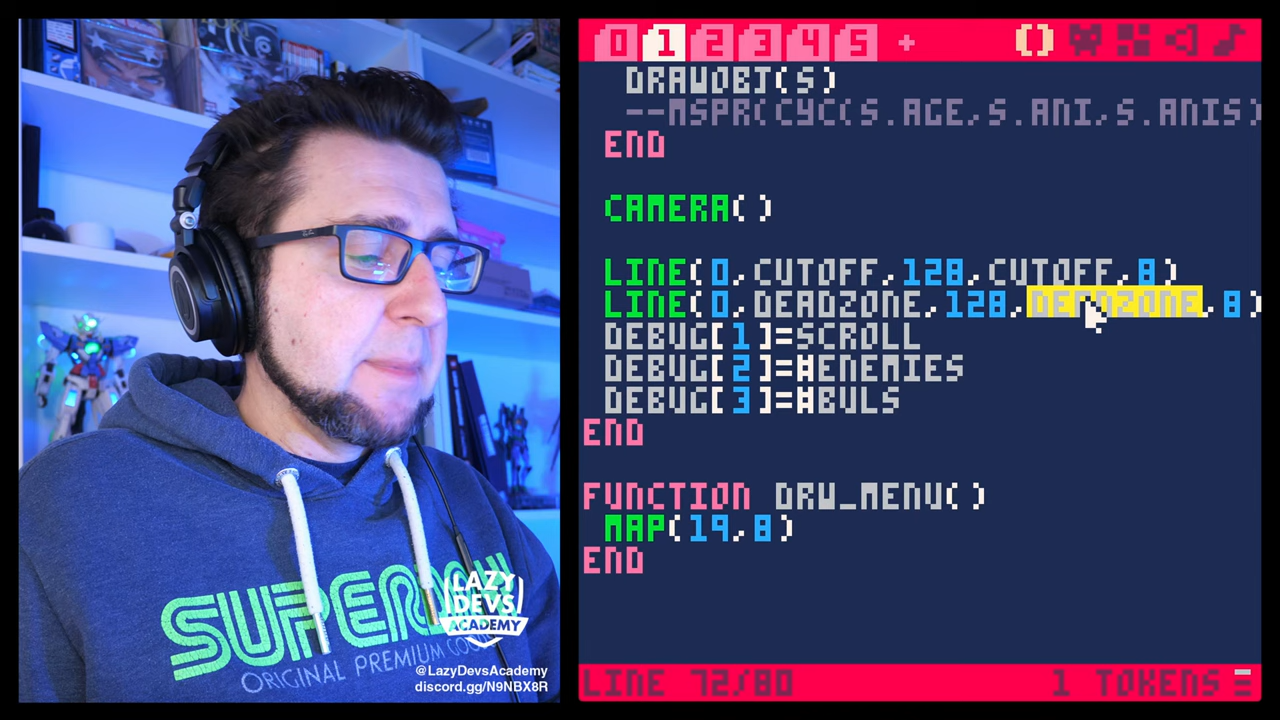 0 1 2 3 4 5 +
DRAWOBJ(S)
--MSPR(CYC(S.AGE,S.ANI,S.ANIS)
END
CAMERA()
LINE(0,CUTOFF,128,CUTOFF,8)
LINE(0,DEADZONE,128,DEADZONE,8)
DEBUG[1]=SCROLL
DEBUG[2]=#ENEMIES
DEBUG[3]=#BULS
END
FUNCTION DRW_MENU()
MAP(19,8)
END
LINE 72/80
1 TOKENS
ORIGINAL PREMIUM
LAZY
DEVS
ACADEMY
@LazyDevsAcademy
discord.gg/N9NBX8R